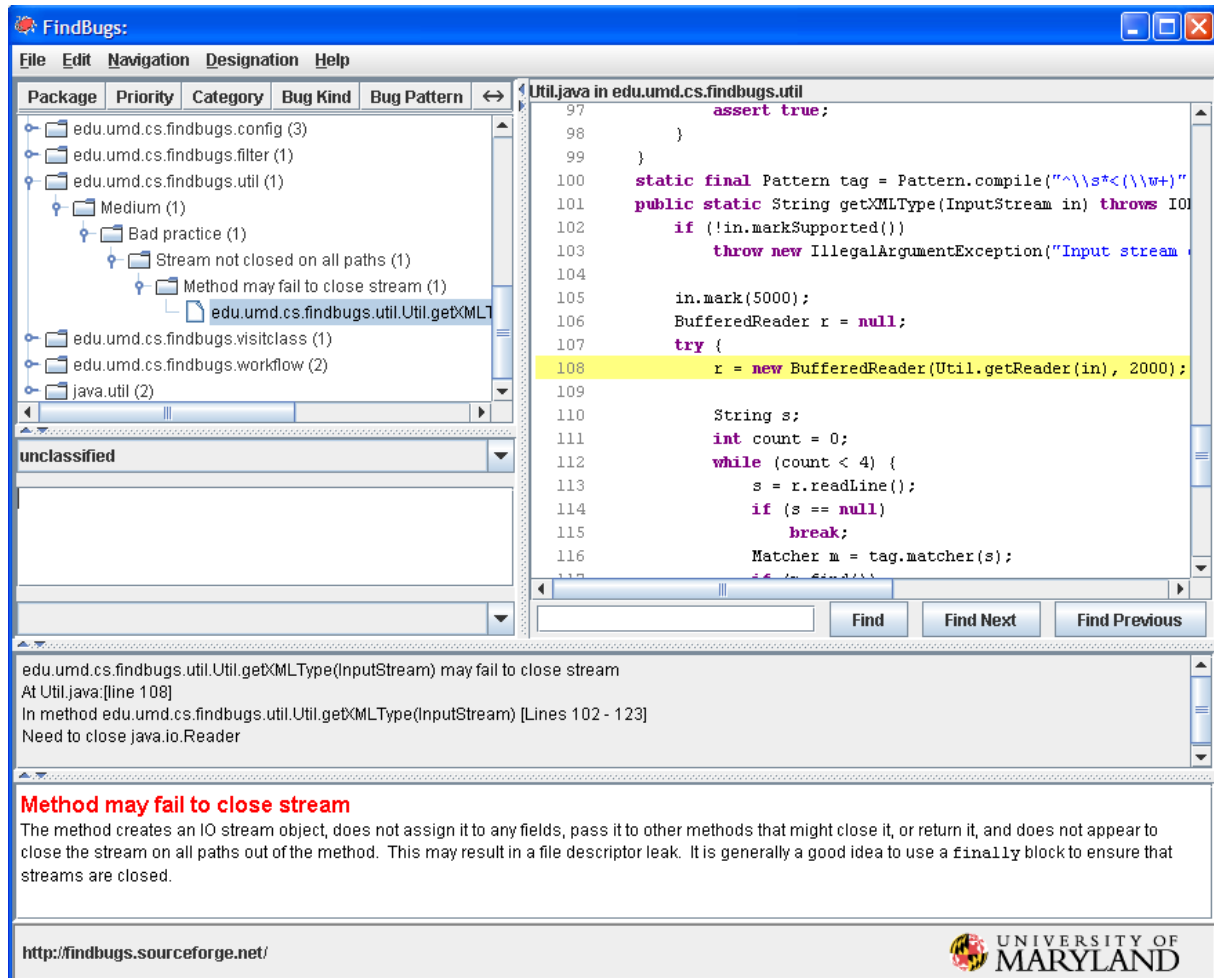 FindBugs:
File Edit Navigation Designation Help
Package Priority Category Bug Kind Bug Pattern ↔
edu.umd.cs.findbugs.config (3)
edu.umd.cs.findbugs.filter (1)
edu.umd.cs.findbugs.util (1)
Medium (1)
Bad practice (1)
Stream not closed on all paths (1)
Method may fail to close stream (1)
edu.umd.cs.findbugs.util.Util.getXMLT
edu.umd.cs.findbugs.visitclass (1)
edu.umd.cs.findbugs.workflow (2)
java.util (2)
unclassified
Util.java in edu.umd.cs.findbugs.util
97 assert true;
98 }
99 }
100 static final Pattern tag = Pattern.compile("^\\s*<(\\w+)"
101 public static String getXMLType(InputStream in) throws IO
102 if (!in.markSupported())
103 throw new IllegalArgumentException("Input stream
104
105 in.mark(5000);
106 BufferedReader r = null;
107 try {
108 r = new BufferedReader(Util.getReader(in), 2000);
109
110 String s;
111 int count = 0;
112 while (count < 4) {
113 s = r.readLine();
114 if (s == null)
115 break;
116 Matcher m = tag.matcher(s);
Find Find Next Find Previous
edu.umd.cs.findbugs.util.Util.getXMLType(InputStream) may fail to close stream
At Util.java:[line 108]
In method edu.umd.cs.findbugs.util.Util.getXMLType(InputStream) [Lines 102 - 123]
Need to close java.io.Reader
Method may fail to close stream
The method creates an IO stream object, does not assign it to any fields, pass it to other methods that might close it, or return it, and does not appear to
close the stream on all paths out of the method. This may result in a file descriptor leak. It is generally a good idea to use a finally block to ensure that
streams are closed.
http://findbugs.sourceforge.net/
UNIVERSITY OF
MARYLAND